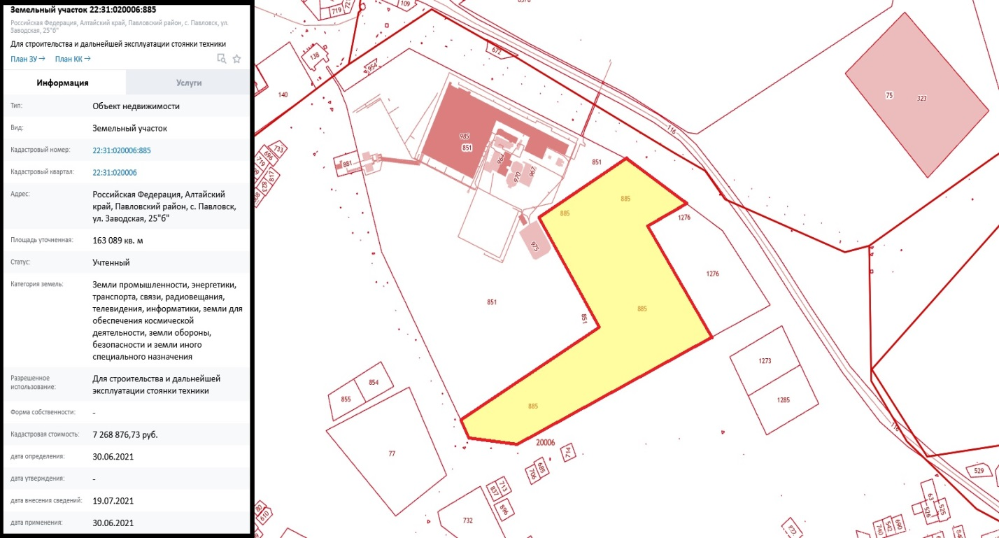 Земельный участок 22:31:020006:885
Российская Федерация, Алтайский край, Павловский район, с. Павловск, ул.
Заводская, 25"б"
Для строительства и дальнейшей эксплуатации стоянки техники
План ЗУ → План КК →
Информация
Услуги
Тип:
Объект недвижимости
Вид:
Земельный участок
Кадастровый номер:
22:31:020006:885
Кадастровый квартал:
22:31:020006
Адрес:
Российская Федерация, Алтайский
край, Павловский район, с. Павловск,
ул. Заводская, 25"б"
Площадь уточненная:
163 089 кв. м
Статус:
Учтенный
Категория земель:
Земли промышленности, энергетики,
транспорта, связи, радиовещания,
телевидения, информатики, земли для
обеспечения космической
деятельности, земли обороны,
безопасности и земли иного
специального назначения
Разрешенное
использование:
Для строительства и дальнейшей
эксплуатации стоянки техники
Форма собственности:
-
Кадастровая стоимость:
7 268 876,73 руб.
дата определения:
30.06.2021
дата утверждения:
-
дата внесения сведений:
19.07.2021
дата применения:
30.06.2021
109
719
672
138
954
140
75
323
116
985
851
733
696
719
817
328
881
964
970
967
851
885
885
1276
975
1276
851
851
885
1273
854
855
1285
885
116
20006
77
714
685
706
529
713
837
896
63
525
526
732
610
690
542
740